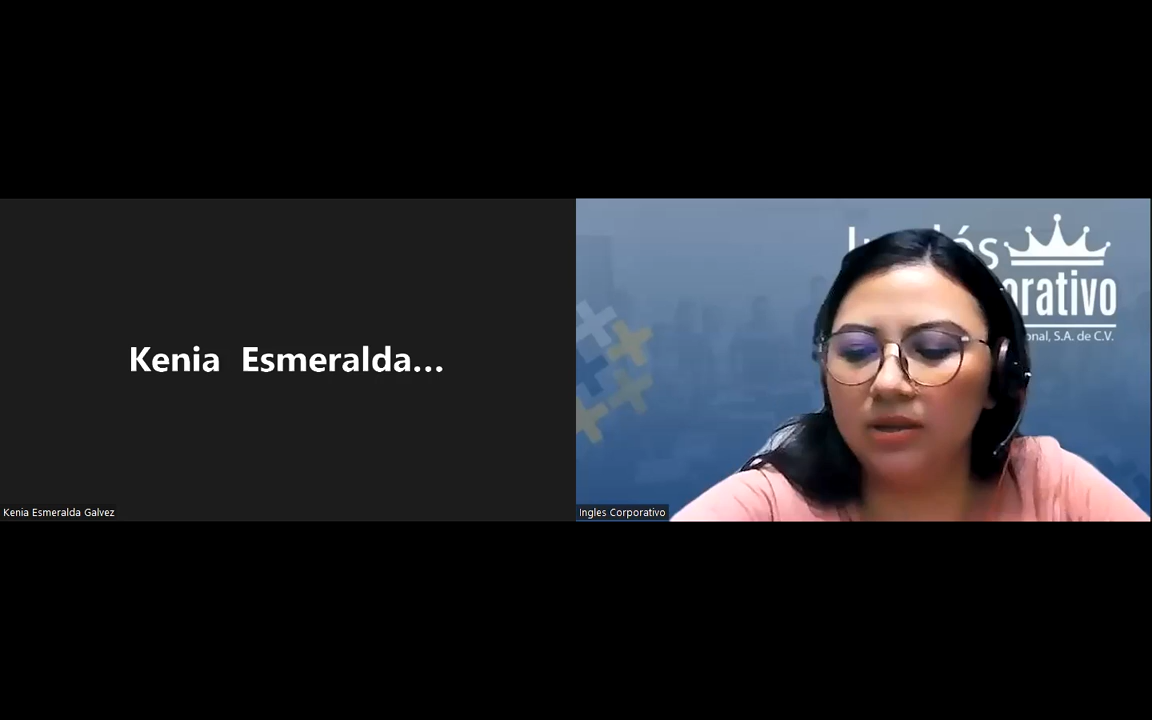 Kenia Esmeralda...
Kenia Esmeralda Galvez
orativo
onal, S.A. de C.V.
Ingles Corporativo